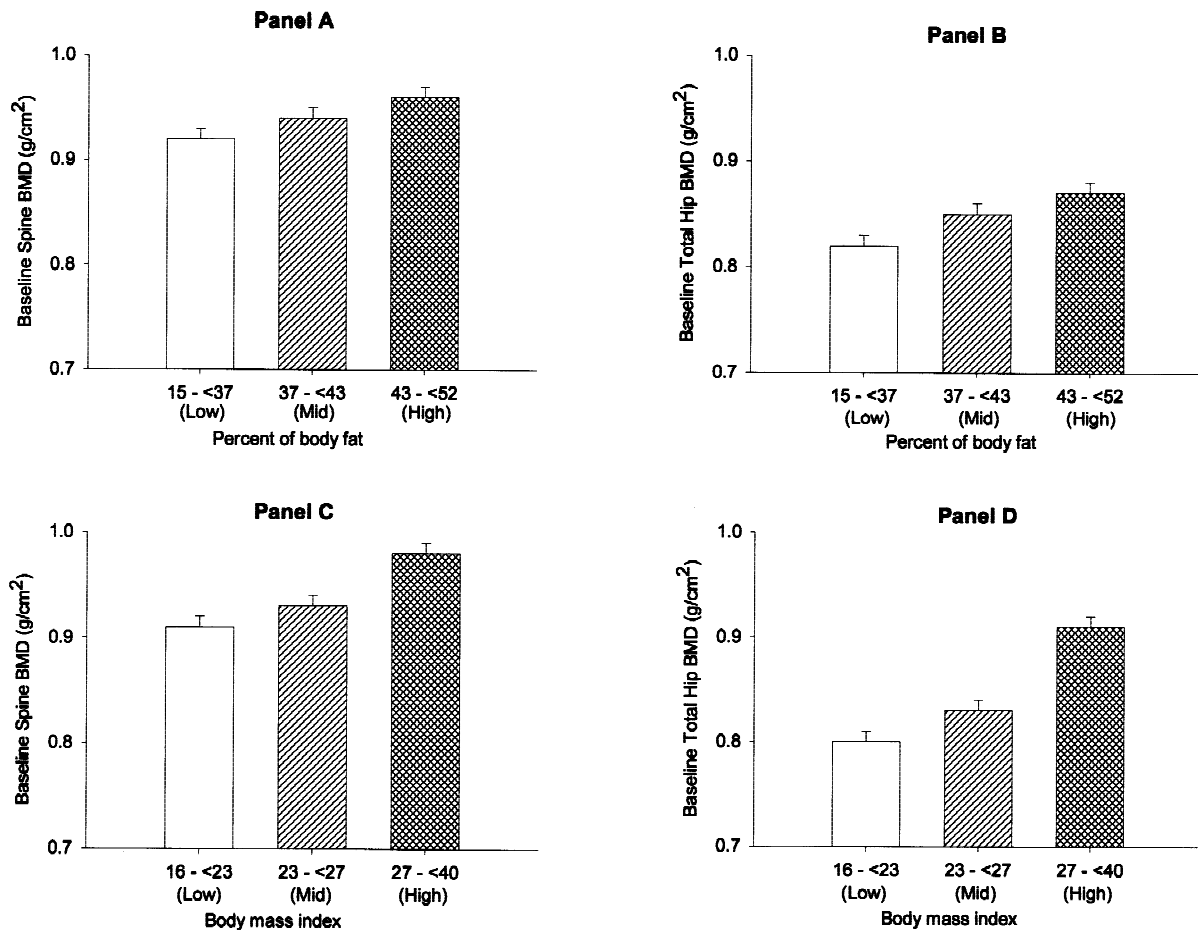 Panel A
Baseline Spine BMD (g/cm²)
1.0
0.9
0.8
0.7
15 - <37
(Low)
37 - <43
(Mid)
43 - <52
(High)
Percent of body fat
Panel B
Baseline Total Hip BMD (g/cm²)
1.0
0.9
0.8
0.7
15 - <37
(Low)
37 - <43
(Mid)
43 - <52
(High)
Percent of body fat
Panel C
Baseline Spine BMD (g/cm²)
1.0
0.9
0.8
0.7
16 - <23
(Low)
23 - <27
(Mid)
27 - <40
(High)
Body mass index
Panel D
Baseline Total Hip BMD (g/cm²)
1.0
0.9
0.8
0.7
16 - <23
(Low)
23 - <27
(Mid)
27 - <40
(High)
Body mass index